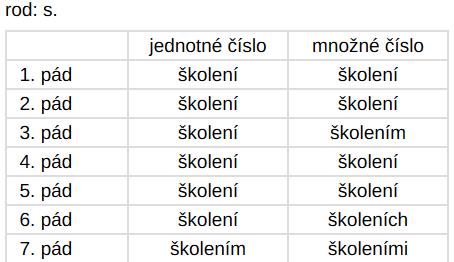 rod: s.
jednotné číslo množné číslo
1. pád školení školení
2. pád školení školení
3. pád školení školením
4. pád školení školení
5. pád školení školení
6. pád školení školeních
7. pád školením školeními